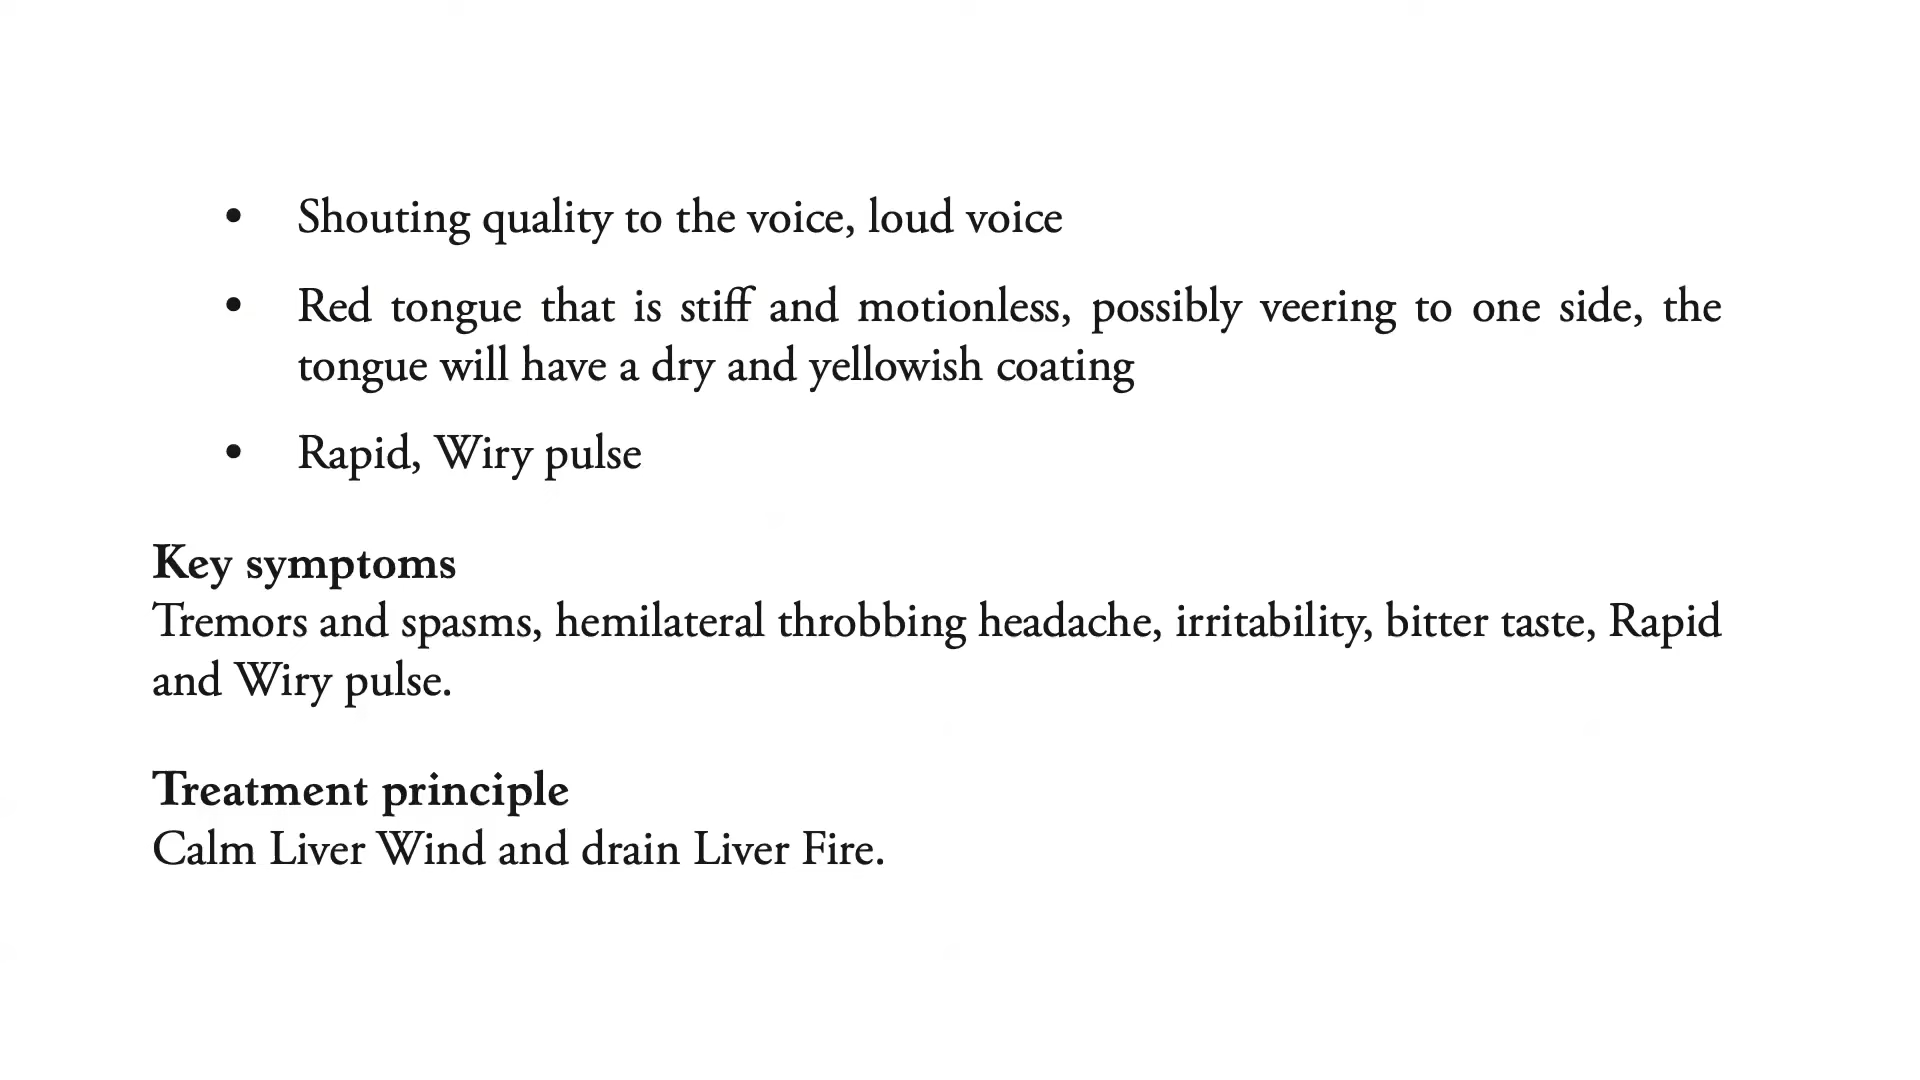 • Shouting quality to the voice, loud voice
• Red tongue that is stiff and motionless, possibly veering to one side, the
tongue will have a dry and yellowish coating
• Rapid, Wiry pulse
Key symptoms
Tremors and spasms, hemilateral throbbing headache, irritability, bitter taste, Rapid
and Wiry pulse.
Treatment principle
Calm Liver Wind and drain Liver Fire.